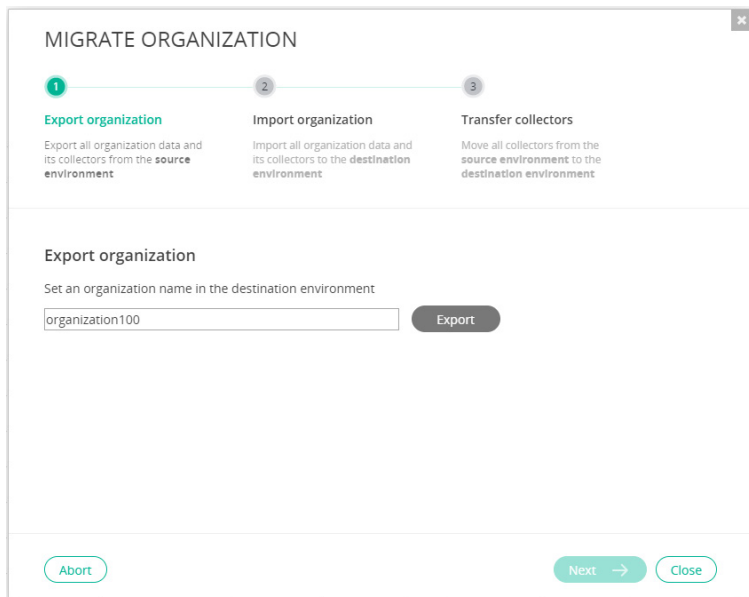 MIGRATE ORGANIZATION
1 2 3
Export organization
Export all organization data and
its collectors from the source
environment
Import organization
Import all organization data and
its collectors to the destination
environment
Transfer collectors
Move all collectors from the
source environment to the
destination environment
Export organization
Set an organization name in the destination environment
organization100 Export
Abort Next → Close